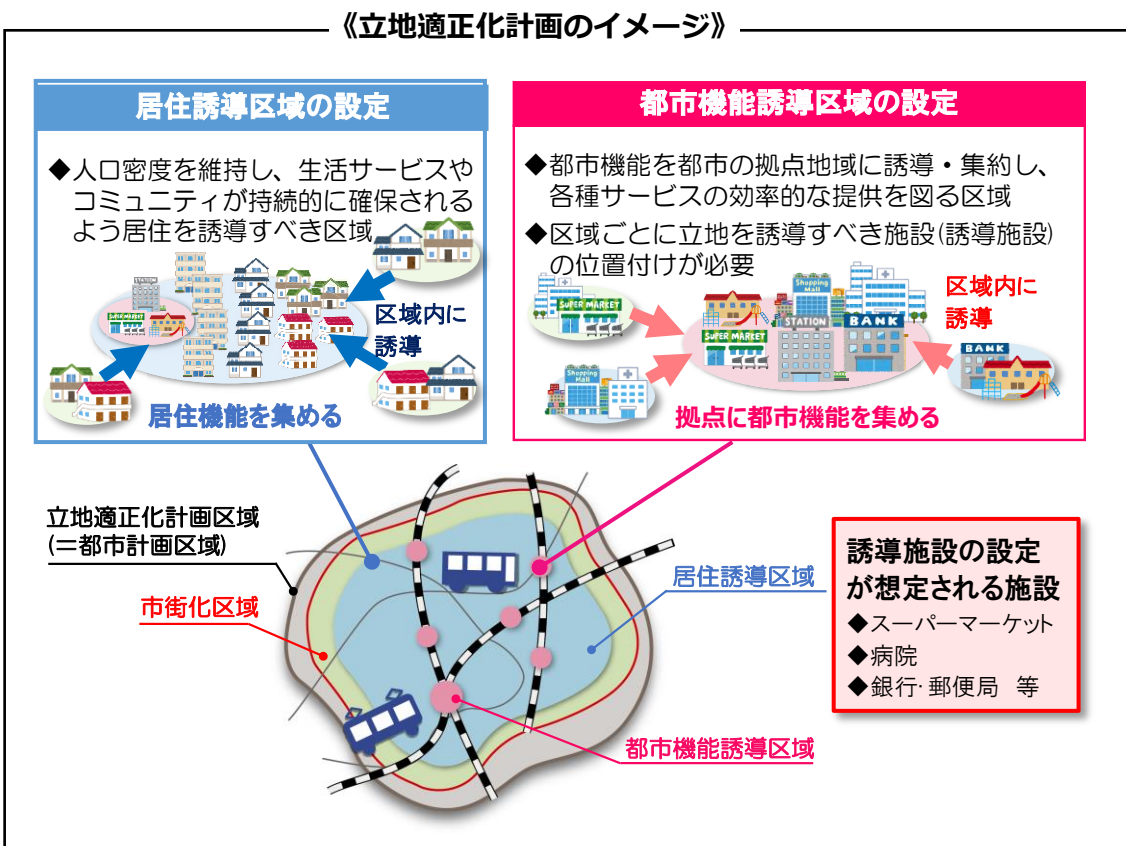 《立地適正化計画のイメージ》
居住誘導区域の設定
◆人口密度を維持し、生活サービスや
コミュニティが持続的に確保される
よう居住を誘導すべき区域
SUPER MARKET
区域内に
誘導
居住機能を集める
都市機能誘導区域の設定
◆都市機能を都市の拠点地域に誘導・集約し、
各種サービスの効率的な提供を図る区域
◆区域ごとに立地を誘導すべき施設(誘導施設)
の位置付けが必要
SUPER MARKET
Shopping
Mall
STATION
BANK
SUPER MARKET
区域内に
誘導
Shopping
Mall
BANK
拠点に都市機能を集める
立地適正化計画区域
(＝都市計画区域)
市街化区域
居住誘導区域
都市機能誘導区域
誘導施設の設定
が想定される施設
◆スーパーマーケット
◆病院
◆銀行･郵便局 等